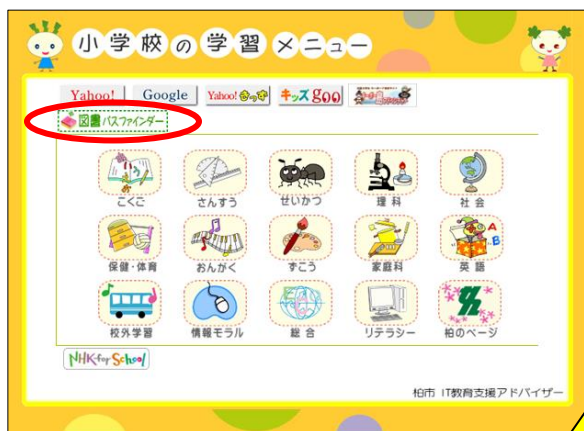 小学校の学習メニュー
Yahoo! Google Yahoo!きっず キッズgoo
図書パスファインダー
こくご さんすう せいかつ 理科 社会
A
B
保健・体育 おんがく ずこう 家庭科 英語
校外学習 情報モラル 総合 リテラシー 柏のページ
NHK for School
柏市 IT教育支援アドバイザー